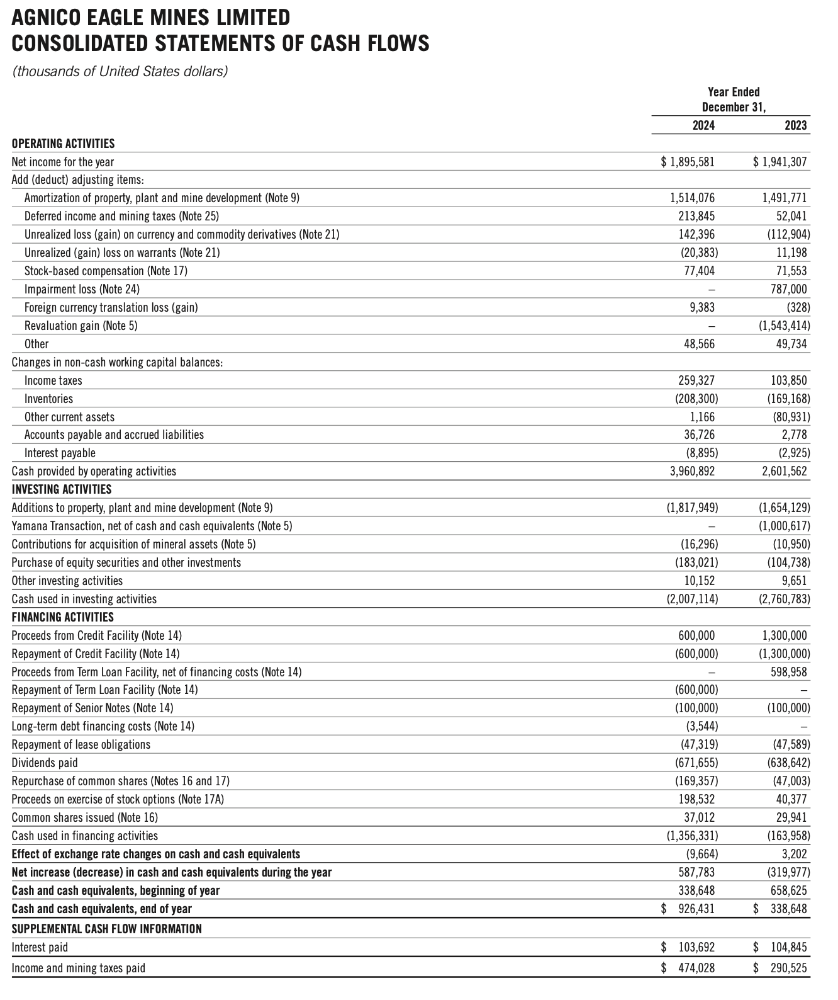 AGNICO EAGLE MINES LIMITED
CONSOLIDATED STATEMENTS OF CASH FLOWS
(thousands of United States dollars)
Year Ended
December 31,
2024 2023
OPERATING ACTIVITIES
Net income for the year $ 1,895,581 $ 1,941,307
Add (deduct) adjusting items:
Amortization of property, plant and mine development (Note 9) 1,514,076 1,491,771
Deferred income and mining taxes (Note 25) 213,845 52,041
Unrealized loss (gain) on currency and commodity derivatives (Note 21) 142,396 (112,904)
Unrealized (gain) loss on warrants (Note 21) (20,383) 11,198
Stock-based compensation (Note 17) 77,404 71,553
Impairment loss (Note 24) – 787,000
Foreign currency translation loss (gain) 9,383 (328)
Revaluation gain (Note 5) – (1,543,414)
Other 48,566 49,734
Changes in non-cash working capital balances:
Income taxes 259,327 103,850
Inventories (208,300) (169,168)
Other current assets 1,166 (80,931)
Accounts payable and accrued liabilities 36,726 2,778
Interest payable (8,895) (2,925)
Cash provided by operating activities 3,960,892 2,601,562
INVESTING ACTIVITIES
Additions to property, plant and mine development (Note 9) (1,817,949) (1,654,129)
Yamana Transaction, net of cash and cash equivalents (Note 5) – (1,000,617)
Contributions for acquisition of mineral assets (Note 5) (16,296) (10,950)
Purchase of equity securities and other investments (183,021) (104,738)
Other investing activities 10,152 9,651
Cash used in investing activities (2,007,114) (2,760,783)
FINANCING ACTIVITIES
Proceeds from Credit Facility (Note 14) 600,000 1,300,000
Repayment of Credit Facility (Note 14) (600,000) (1,300,000)
Proceeds from Term Loan Facility, net of financing costs (Note 14) – 598,958
Repayment of Term Loan Facility (Note 14) (600,000) –
Repayment of Senior Notes (Note 14) (100,000) (100,000)
Long-term debt financing costs (Note 14) (3,544) –
Repayment of lease obligations (47,319) (47,589)
Dividends paid (671,655) (638,642)
Repurchase of common shares (Notes 16 and 17) (169,357) (47,003)
Proceeds on exercise of stock options (Note 17A) 198,532 40,377
Common shares issued (Note 16) 37,012 29,941
Cash used in financing activities (1,356,331) (163,958)
Effect of exchange rate changes on cash and cash equivalents (9,664) 3,202
Net increase (decrease) in cash and cash equivalents during the year 587,783 (319,977)
Cash and cash equivalents, beginning of year 338,648 658,625
Cash and cash equivalents, end of year $ 926,431 $ 338,648
SUPPLEMENTAL CASH FLOW INFORMATION
Interest paid $ 103,692 $ 104,845
Income and mining taxes paid $ 474,028 $ 290,525